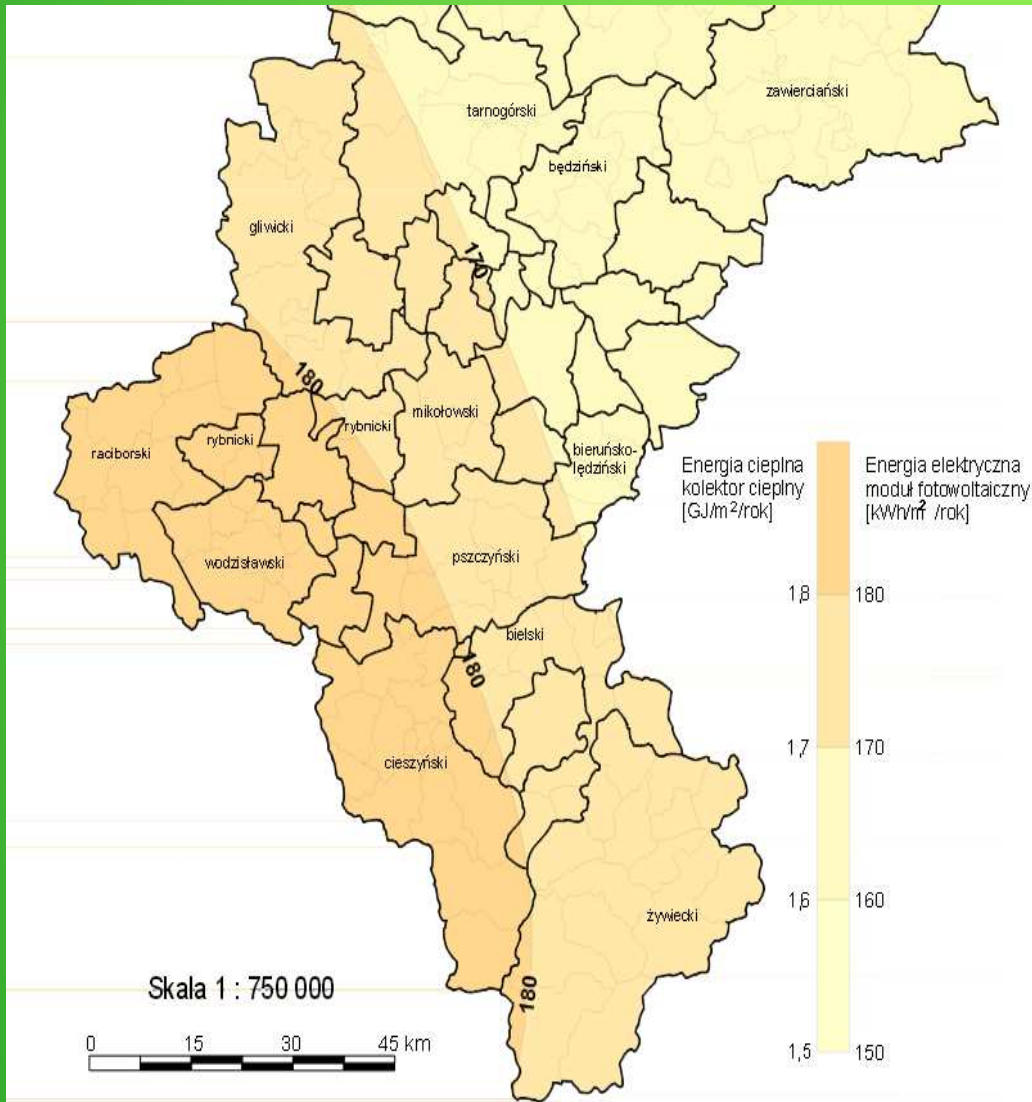 zawierciański
tarnogórski
będziński
gliwicki
170
180
mikołowski
rybnicki
rybnicki
raciborski
bieruńsko-
lędziński
wodzisławski
pszczyński
bielski
180
cieszyński
żywiecki
180
Energia cieplna
kolektor cieplny
[GJ/m²/rok]
Energia elektryczna
moduł fotowoltaiczny
[kWh/m² /rok]
1,8 180
1,7 170
1,6 160
1,5 150
Skala 1 : 750 000
0 15 30 45 km